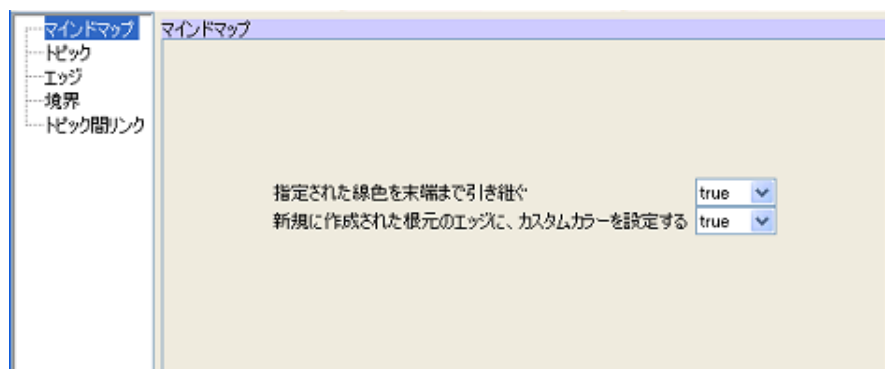 マインドマップ
トピック
エッジ
境界
トピック間リンク
マインドマップ
指定された線色を末端まで引き継ぐ true
新規に作成された根元のエッジに、カスタムカラーを設定する true